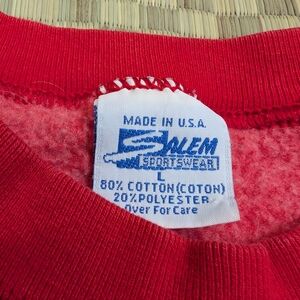 MADE IN U.S.A.
SALEM
SPORTSWEAR
L
80% COTTON(COTON)
20% POLYESTER
Over For Care